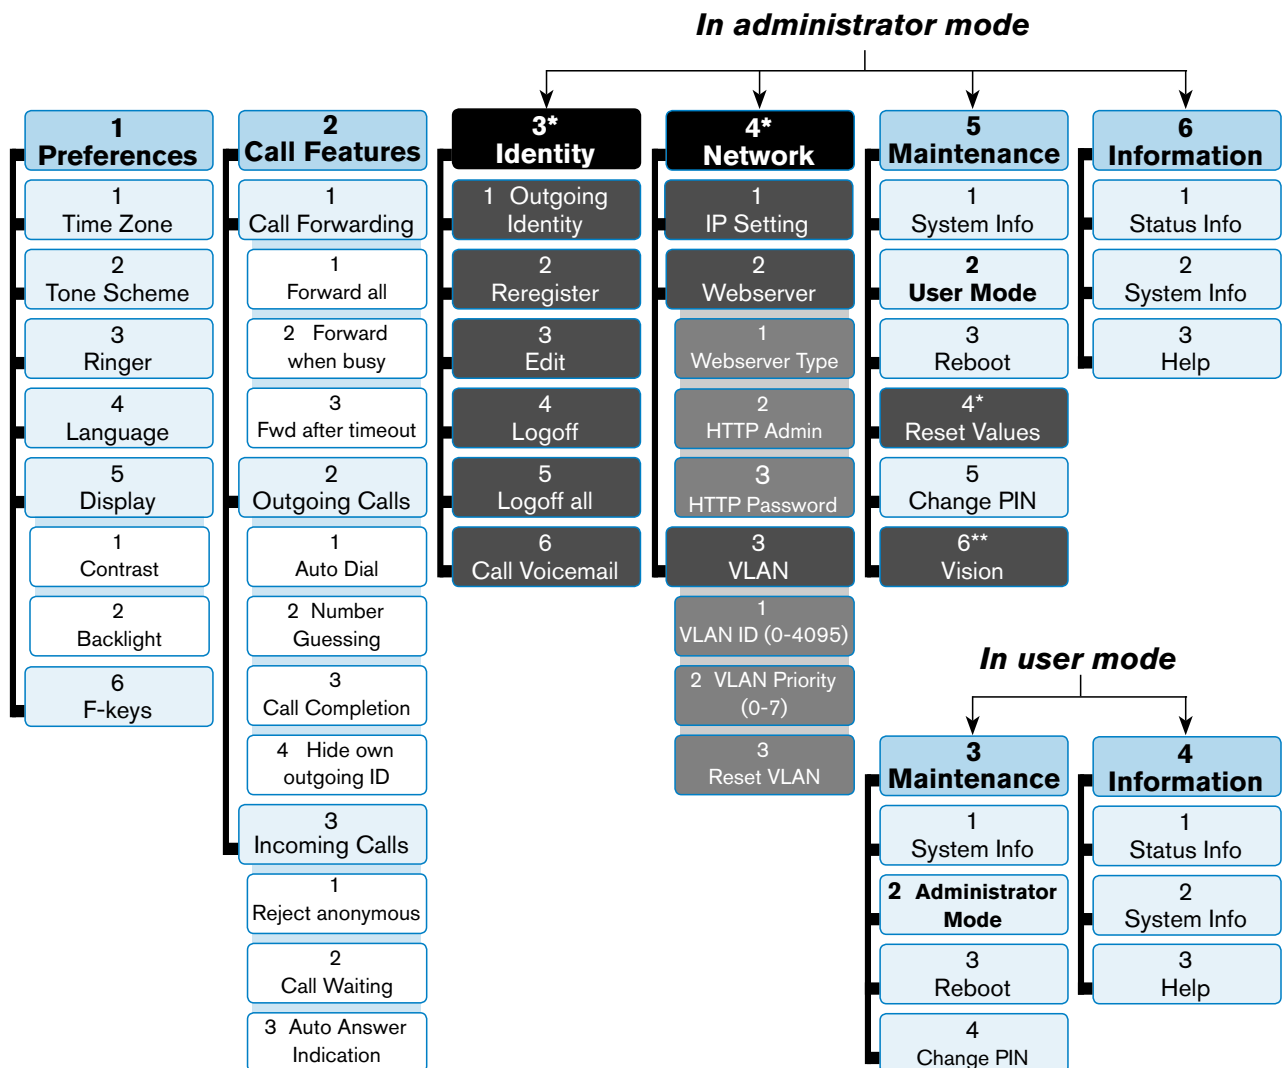 In administrator mode
1
Preferences
1
Time Zone
2
Tone Scheme
3
Ringer
4
Language
5
Display
1
Contrast
2
Backlight
6
F-keys
2
Call Features
1
Call Forwarding
1
Forward all
2 Forward
when busy
3
Fwd after timeout
2
Outgoing Calls
1
Auto Dial
2 Number
Guessing
3
Call Completion
4 Hide own
outgoing ID
3
Incoming Calls
1
Reject anonymous
2
Call Waiting
3 Auto Answer
Indication
3*
Identity
1 Outgoing
Identity
2
Reregister
3
Edit
4
Logoff
5
Logoff all
6
Call Voicemail
4*
Network
1
IP Setting
2
Webserver
1
Webserver Type
2
HTTP Admin
3
HTTP Password
3
VLAN
1
VLAN ID (0-4095)
2 VLAN Priority
(0-7)
3
Reset VLAN
5
Maintenance
1
System Info
2
User Mode
3
Reboot
4*
Reset Values
5
Change PIN
6**
Vision
6
Information
1
Status Info
2
System Info
3
Help
In user mode
3
Maintenance
1
System Info
2 Administrator
Mode
3
Reboot
4
Change PIN
4
Information
1
Status Info
2
System Info
3
Help